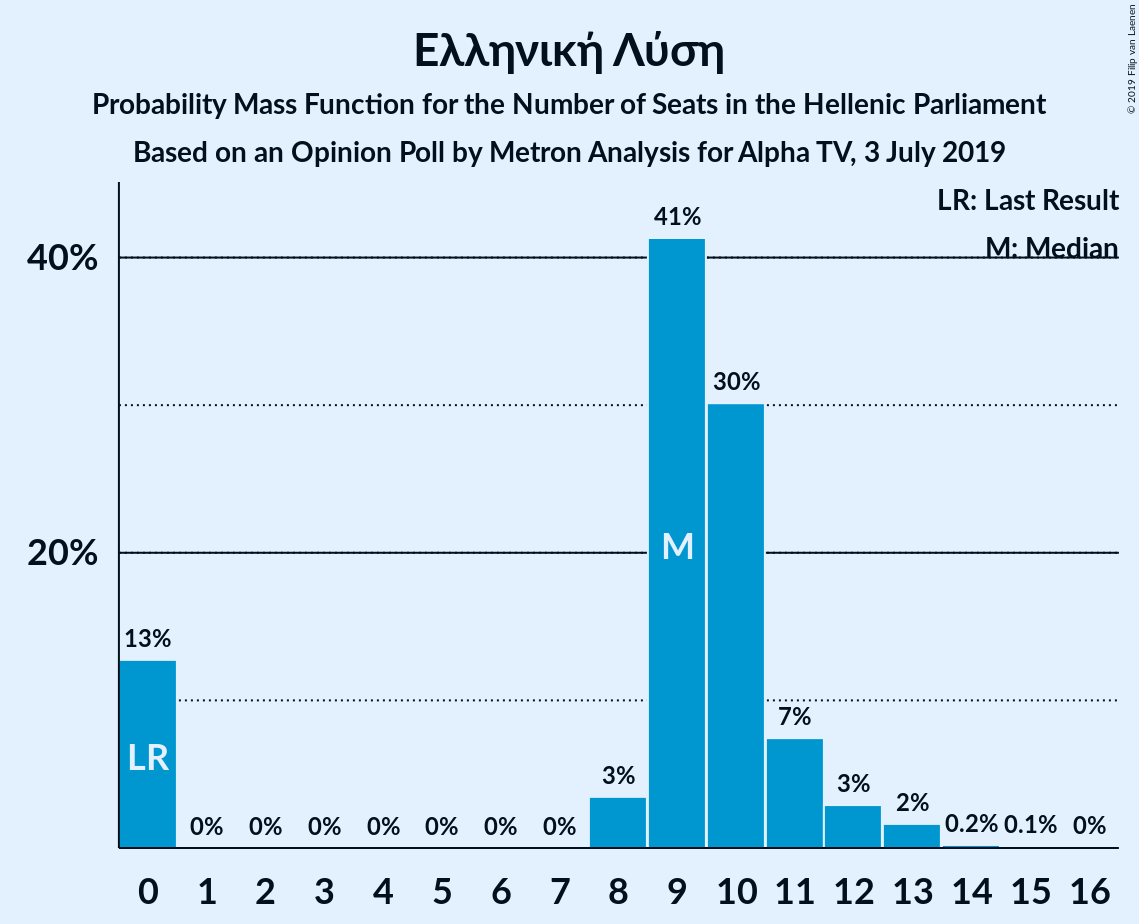 Ελληνική Λύση
Probability Mass Function for the Number of Seats in the Hellenic Parliament
Based on an Opinion Poll by Metron Analysis for Alpha TV, 3 July 2019
© 2019 Filip van Laenen
LR: Last Result
M: Median
40%
20%
13% 0% 0% 0% 0% 0% 0% 0% 3% 41% 30% 7% 3% 2% 0.2% 0.1% 0%
LR
M
0 1 2 3 4 5 6 7 8 9 10 11 12 13 14 15 16